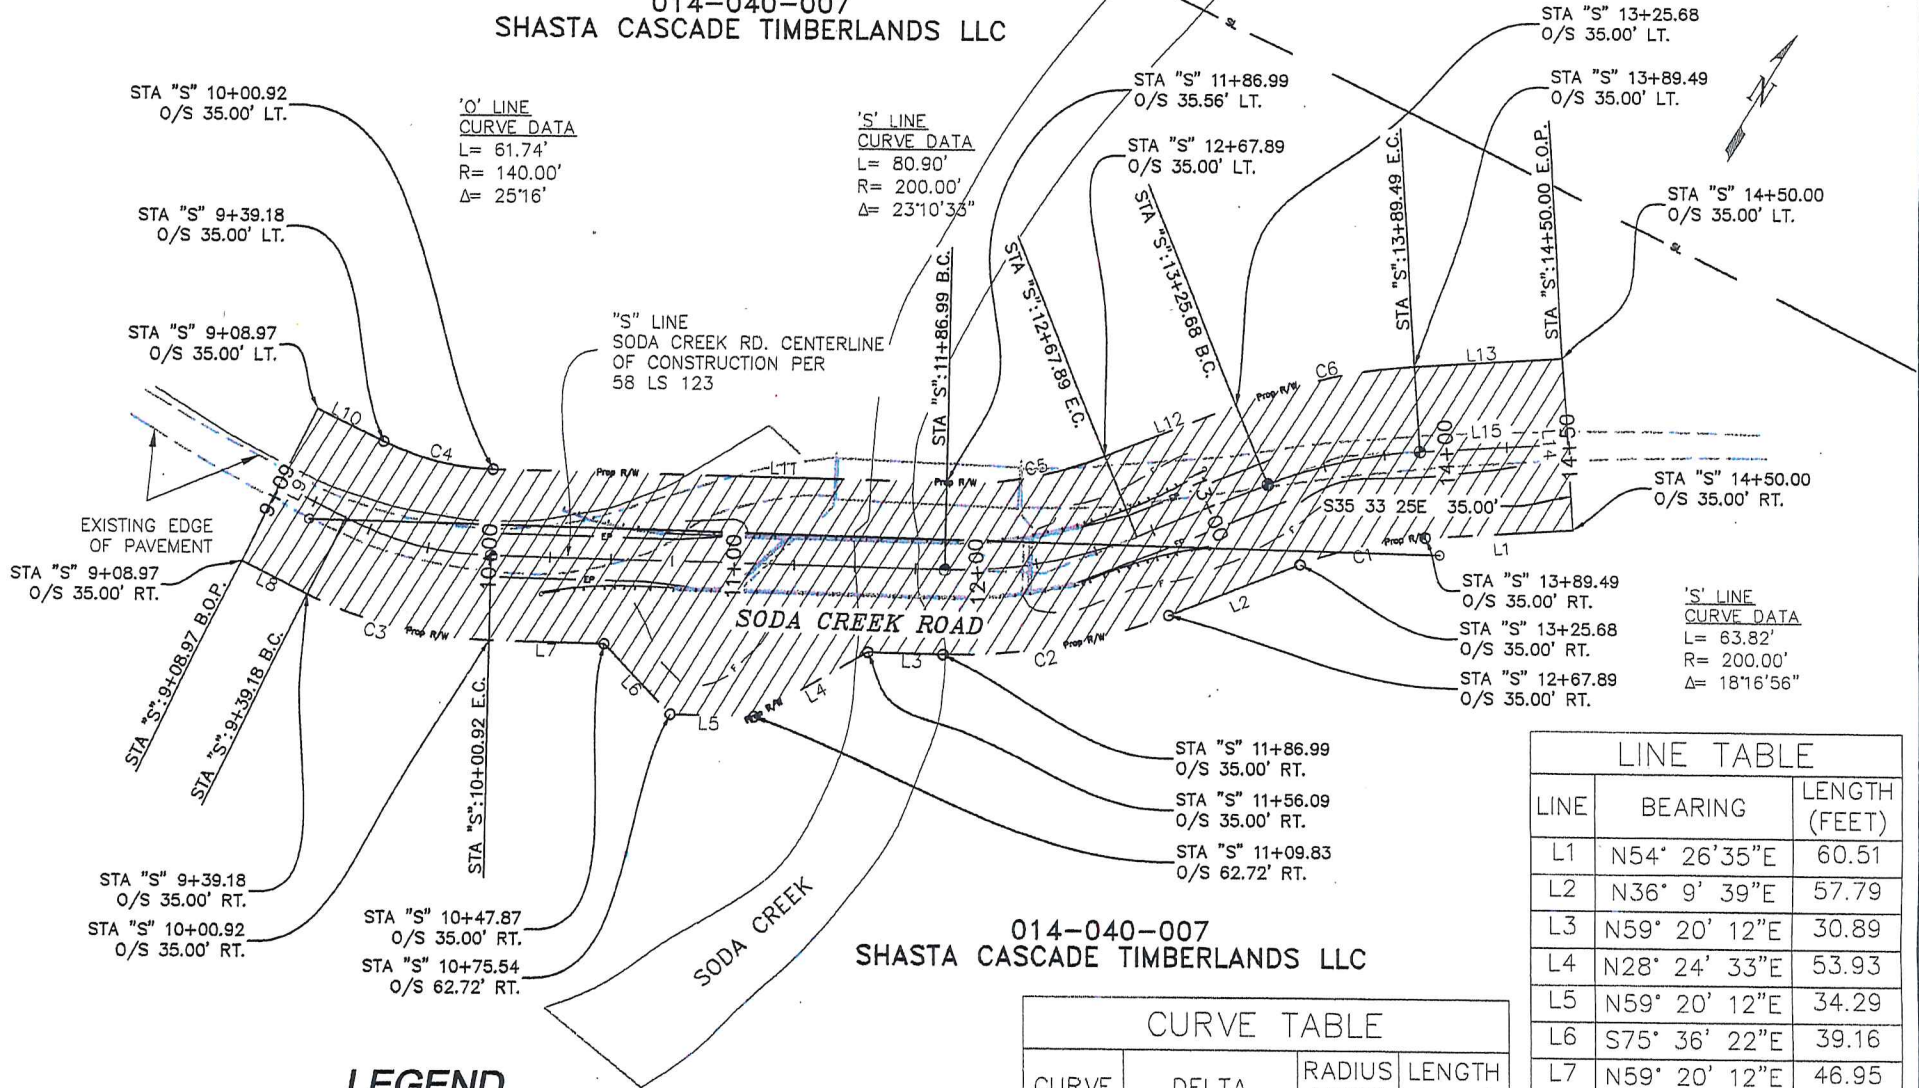 014-040-007
SHASTA CASCADE TIMBERLANDS LLC
STA "S" 13+25.68
O/S 35.00' LT.
STA "S" 10+00.92
O/S 35.00' LT.
'O' LINE
CURVE DATA
L= 61.74'
R= 140.00'
Δ= 25°16'
'S' LINE
CURVE DATA
L= 80.90'
R= 200.00'
Δ= 23°10'33"
STA "S" 11+86.99
O/S 35.56' LT.
STA "S" 12+67.89
O/S 35.00' LT.
STA "S" 13+89.49
O/S 35.00' LT.
N
STA "S" 14+50.00
O/S 35.00' LT.
STA "S" 9+39.18
O/S 35.00' LT.
STA "S" 9+08.97
O/S 35.00' LT.
"S" LINE
SODA CREEK RD. CENTERLINE
OF CONSTRUCTION PER
58 LS 123
STA "S":11+86.99 B.C.
STA "S":12+67.89 E.C.
STA "S":13+25.68 B.C.
STA "S":13+89.49 E.C.
STA "S":14+50.00 E.O.P.
L10
C4
L11
C5
L12
C6
L13
L14
L15
L9
Prop R/W
Prop R/W
Prop R/W
9+09
10+00
11+00
12+00
13+00
14+00
14+50
EP
EP
EP
F
F
F
S35 33 25E 35.00'
EXISTING EDGE
OF PAVEMENT
STA "S" 9+08.97
O/S 35.00' RT.
L8
C3
Prop R/W
L7
L6
L5
Prop R/W
L4
L3
C2
Prop R/W
L2
C1
Prop R/W
L1
SODA CREEK ROAD
STA "S" 14+50.00
O/S 35.00' RT.
STA "S" 13+89.49
O/S 35.00' RT.
STA "S" 13+25.68
O/S 35.00' RT.
STA "S" 12+67.89
O/S 35.00' RT.
'S' LINE
CURVE DATA
L= 63.82'
R= 200.00'
Δ= 18°16'56"
STA "S":9+08.97 B.O.P.
STA "S":9+39.18 B.C.
STA "S":10+00.92 E.C.
STA "S" 11+86.99
O/S 35.00' RT.
STA "S" 11+56.09
O/S 35.00' RT.
STA "S" 11+09.83
O/S 62.72' RT.
STA "S" 9+39.18
O/S 35.00' RT.
STA "S" 10+00.92
O/S 35.00' RT.
STA "S" 10+47.87
O/S 35.00' RT.
STA "S" 10+75.54
O/S 62.72' RT.
SODA CREEK
014-040-007
SHASTA CASCADE TIMBERLANDS LLC
LINE TABLE
LINE BEARING LENGTH (FEET)
L1 N54° 26'35"E 60.51
L2 N36° 9' 39"E 57.79
L3 N59° 20' 12"E 30.89
L4 N28° 24' 33"E 53.93
L5 N59° 20' 12"E 34.29
L6 S75° 36' 22"E 39.16
L7 N59° 20' 12"E 46.95
CURVE TABLE
CURVE DELTA RADIUS LENGTH
LEGEND